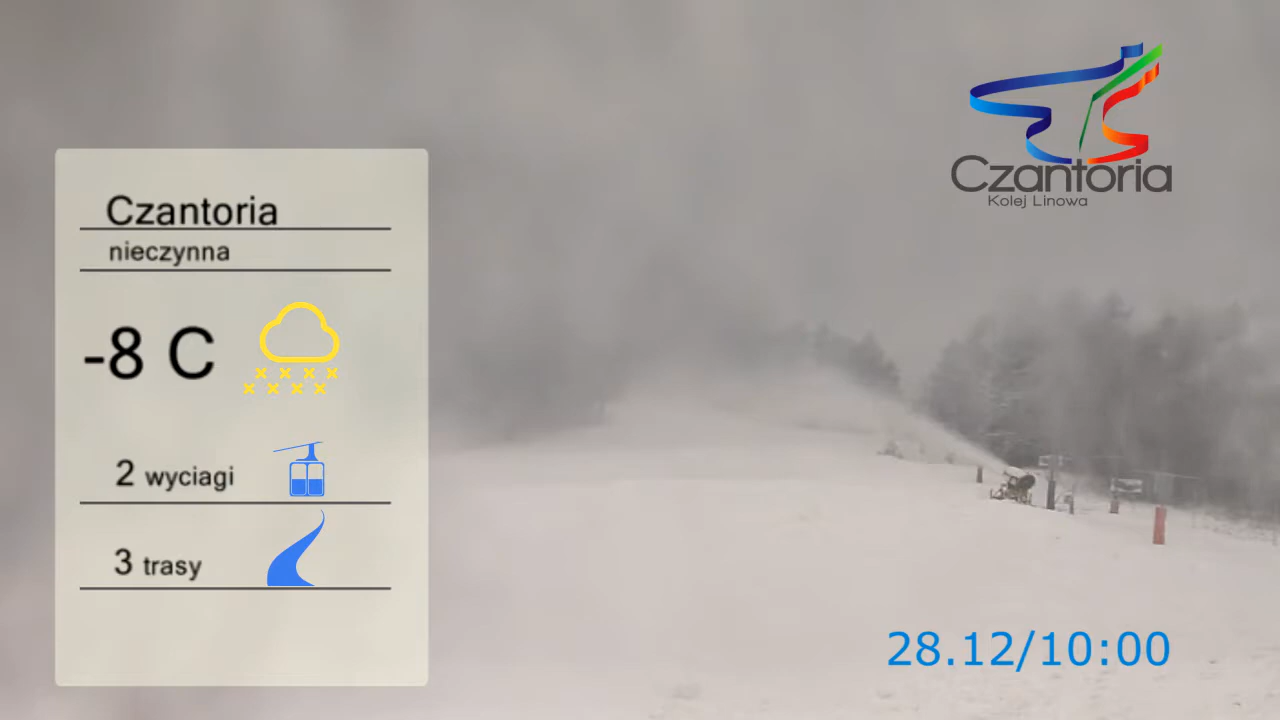 Czantoria
Kolej Linowa
Czantoria
nieczynna
-8 C
2 wyciagi
3 trasy
28.12/10:00